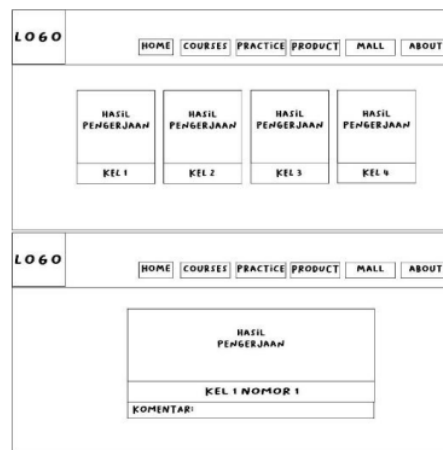 LOGO
HOME COURSES PRACTICE PRODUCT MALL ABOUT
HASIL PENGERJAAN
KEL 1
HASIL PENGERJAAN
KEL 2
HASIL PENGERJAAN
KEL 3
HASIL PENGERJAAN
KEL 4
LOGO
HOME COURSES PRACTICE PRODUCT MALL ABOUT
HASIL
PENGERJAAN
KEL 1 NOMOR 1
KOMENTAR: